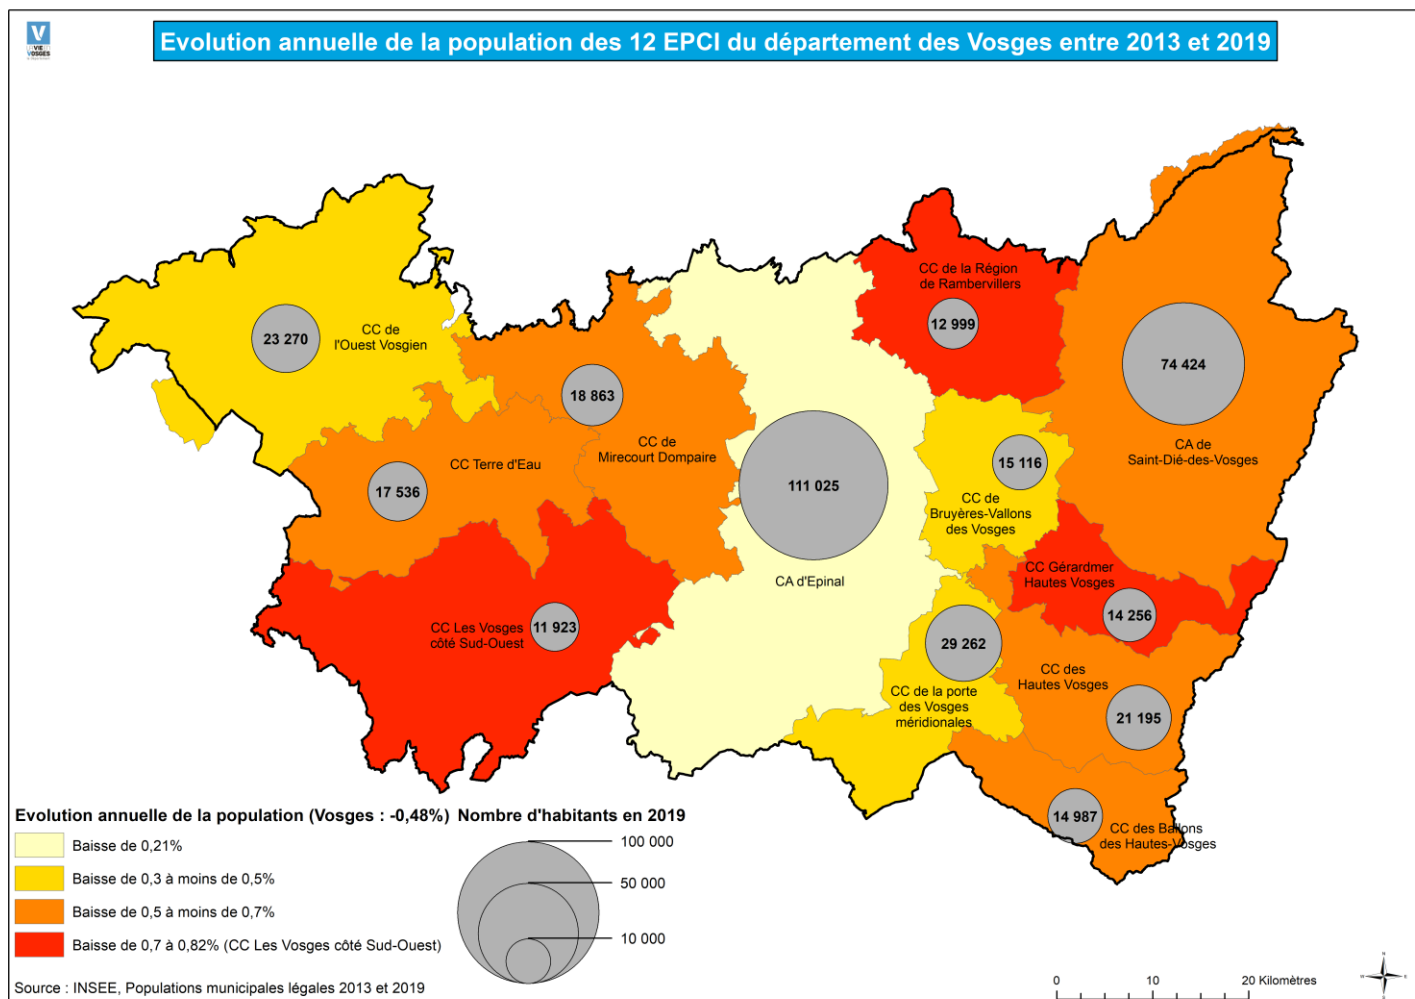 V
LA VIE EN
VOSGES
Evolution annuelle de la population des 12 EPCI du département des Vosges entre 2013 et 2019
CC de la Région
de Rambervillers
12 999
23 270
CC de
l'Ouest Vosgien
74 424
18 863
CA de
Saint-Dié-des-Vosges
CC de
Mirecourt Dompaire
CC Terre d'Eau
17 536
111 025
15 116
CC de
Bruyères-Vallons
des Vosges
CA d'Epinal
CC Gérardmer
Hautes Vosges
14 256
CC Les Vosges
côté Sud-Ouest
11 923
29 262
CC des
Hautes Vosges
CC de la porte
des Vosges
méridionales
21 195
14 987
CC des Ballons
des Hautes-Vosges
Evolution annuelle de la population (Vosges : -0,48%)
Baisse de 0,21%
Baisse de 0,3 à moins de 0,5%
Baisse de 0,5 à moins de 0,7%
Baisse de 0,7 à 0,82% (CC Les Vosges côté Sud-Ouest)
Nombre d'habitants en 2019
100 000
50 000
10 000
Source : INSEE, Populations municipales légales 2013 et 2019
0 10 20 Kilomètres